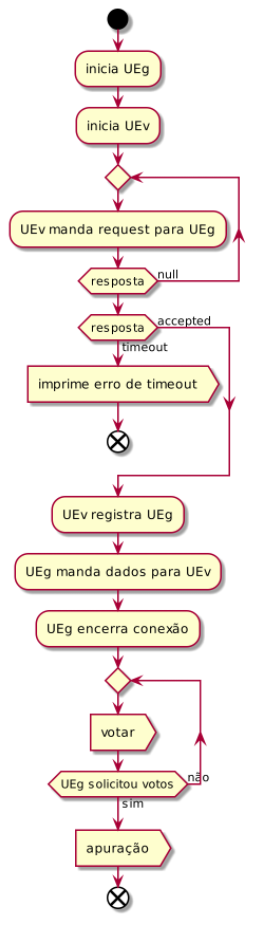 inicia UEg
inicia UEv
UEv manda request para UEg
resposta
null
resposta
accepted
timeout
imprime erro de timeout
UEv registra UEg
UEg manda dados para UEv
UEg encerra conexão
votar
UEg solicitou votos
não
sim
apuração